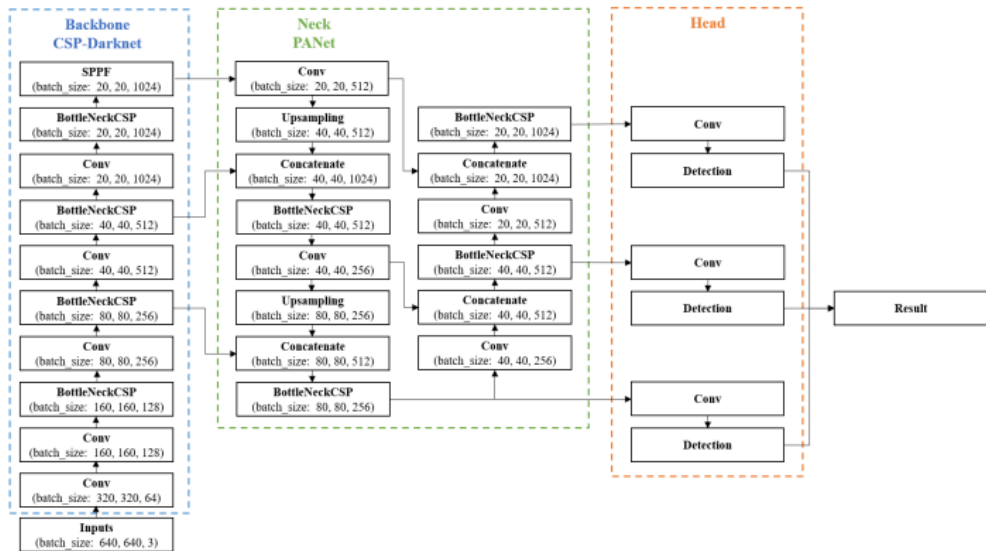 Backbone
CSP-Darknet
SPPF
(batch_size: 20, 20, 1024)
BottleNeckCSP
(batch_size: 20, 20, 1024)
Conv
(batch_size: 20, 20, 1024)
BottleNeckCSP
(batch_size: 40, 40, 512)
Conv
(batch_size: 40, 40, 512)
BottleNeckCSP
(batch_size: 80, 80, 256)
Conv
(batch_size: 80, 80, 256)
BottleNeckCSP
(batch_size: 160, 160, 128)
Conv
(batch_size: 160, 160, 128)
Conv
(batch_size: 320, 320, 64)
Inputs
(batch_size: 640, 640, 3)
Neck
PANet
Conv
(batch_size: 20, 20, 512)
Upsampling
(batch_size: 40, 40, 512)
Concatenate
(batch_size: 40, 40, 1024)
BottleNeckCSP
(batch_size: 40, 40, 512)
Conv
(batch_size: 40, 40, 256)
Upsampling
(batch_size: 80, 80, 256)
Concatenate
(batch_size: 80, 80, 512)
BottleNeckCSP
(batch_size: 80, 80, 256)
BottleNeckCSP
(batch_size: 20, 20, 1024)
Concatenate
(batch_size: 20, 20, 1024)
Conv
(batch_size: 20, 20, 512)
BottleNeckCSP
(batch_size: 40, 40, 512)
Concatenate
(batch_size: 40, 40, 512)
Conv
(batch_size: 40, 40, 256)
Head
Conv
Detection
Conv
Detection
Conv
Detection
Result